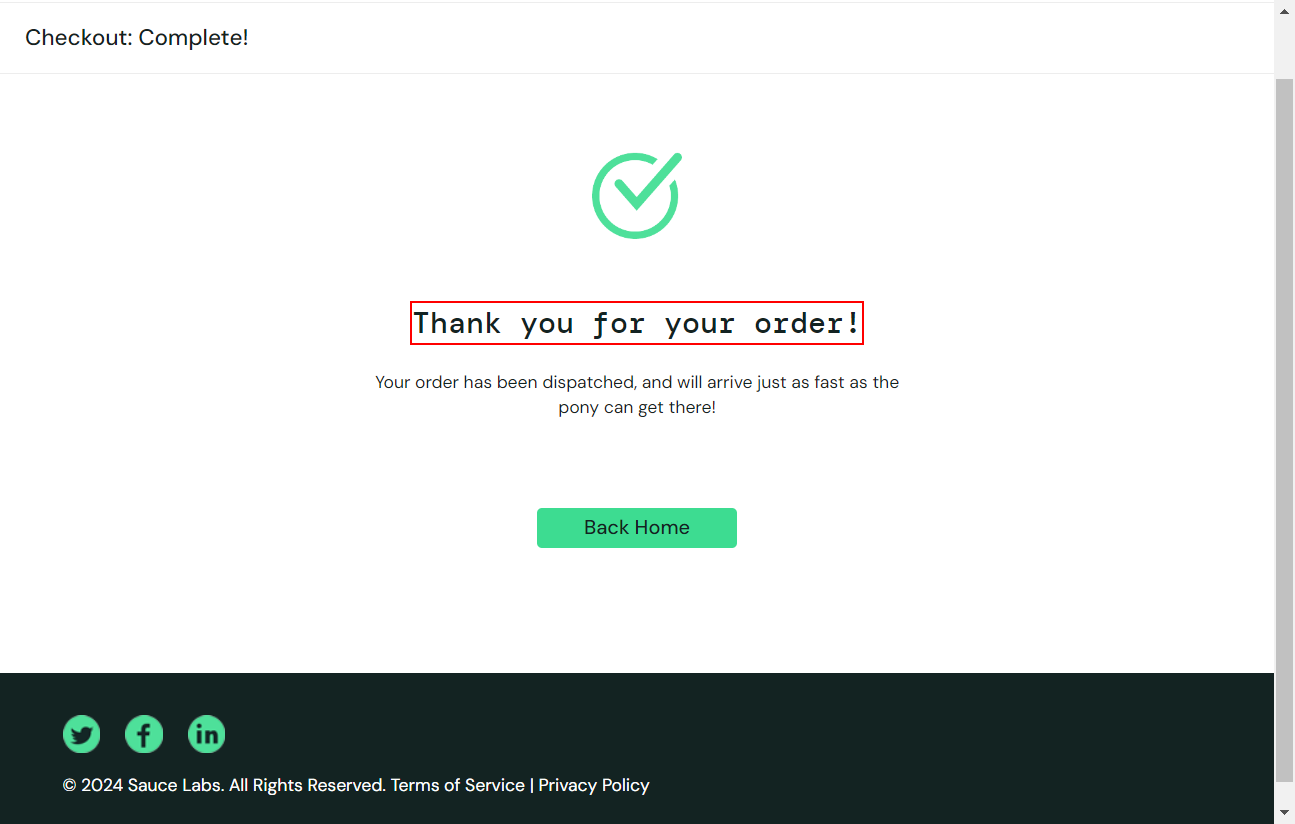 Checkout: Complete!
Thank you for your order!
Your order has been dispatched, and will arrive just as fast as the
pony can get there!
Back Home
© 2024 Sauce Labs. All Rights Reserved. Terms of Service | Privacy Policy